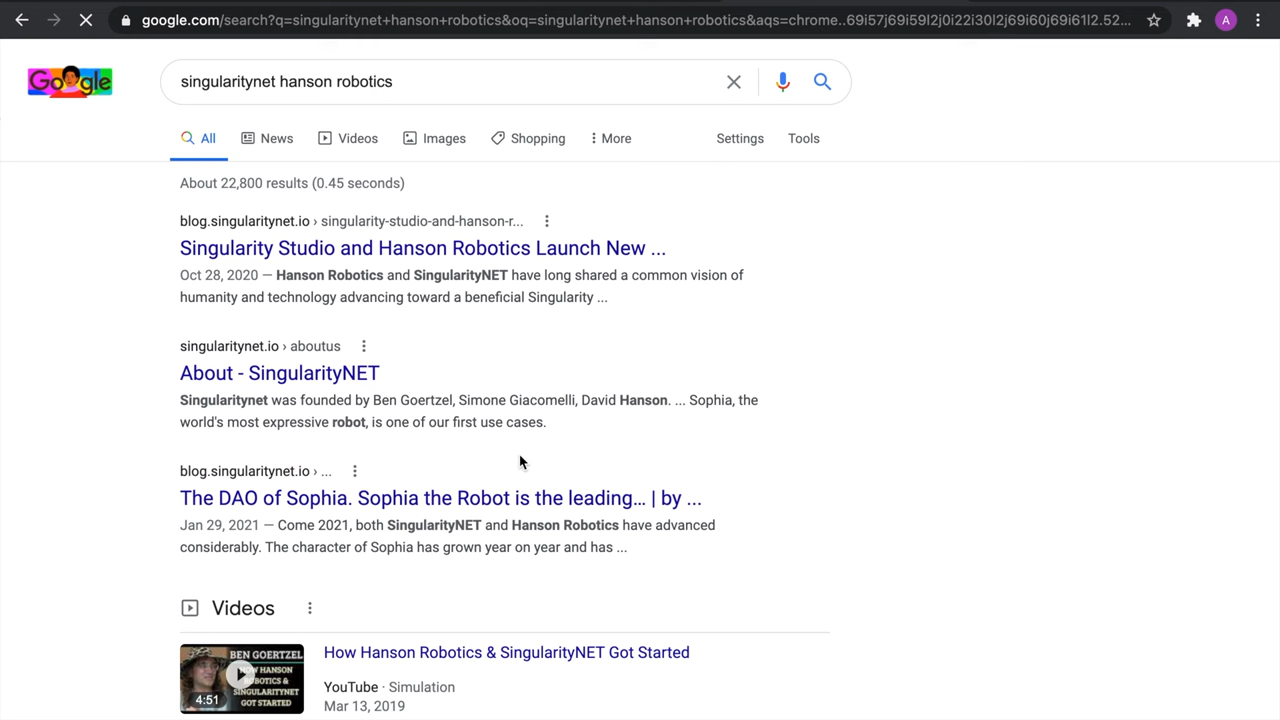 google.com/search?q=singularitynet+hanson+robotics&oq=singularitynet+hanson+robotics&aqs=chrome..69i57j69i59l2j0i22i30l2j69i60j69i61l2.52... A
Google singularitynet hanson robotics
All News Videos Images Shopping More Settings Tools
About 22,800 results (0.45 seconds)
blog.singularitynet.io › singularity-studio-and-hanson-r...
Singularity Studio and Hanson Robotics Launch New ...
Oct 28, 2020 — Hanson Robotics and SingularityNET have long shared a common vision of
humanity and technology advancing toward a beneficial Singularity ...
singularitynet.io › aboutus
About - SingularityNET
Singularitynet was founded by Ben Goertzel, Simone Giacomelli, David Hanson. ... Sophia, the
world's most expressive robot, is one of our first use cases.
blog.singularitynet.io › ...
The DAO of Sophia. Sophia the Robot is the leading… | by ...
Jan 29, 2021 — Come 2021, both SingularityNET and Hanson Robotics have advanced
considerably. The character of Sophia has grown year on year and has ...
Videos
BEN GOERTZEL
HOW HANSON
ROBOTICS &
SINGULARITYNET
GOT STARTED
4:51
How Hanson Robotics & SingularityNET Got Started
YouTube · Simulation
Mar 13, 2019